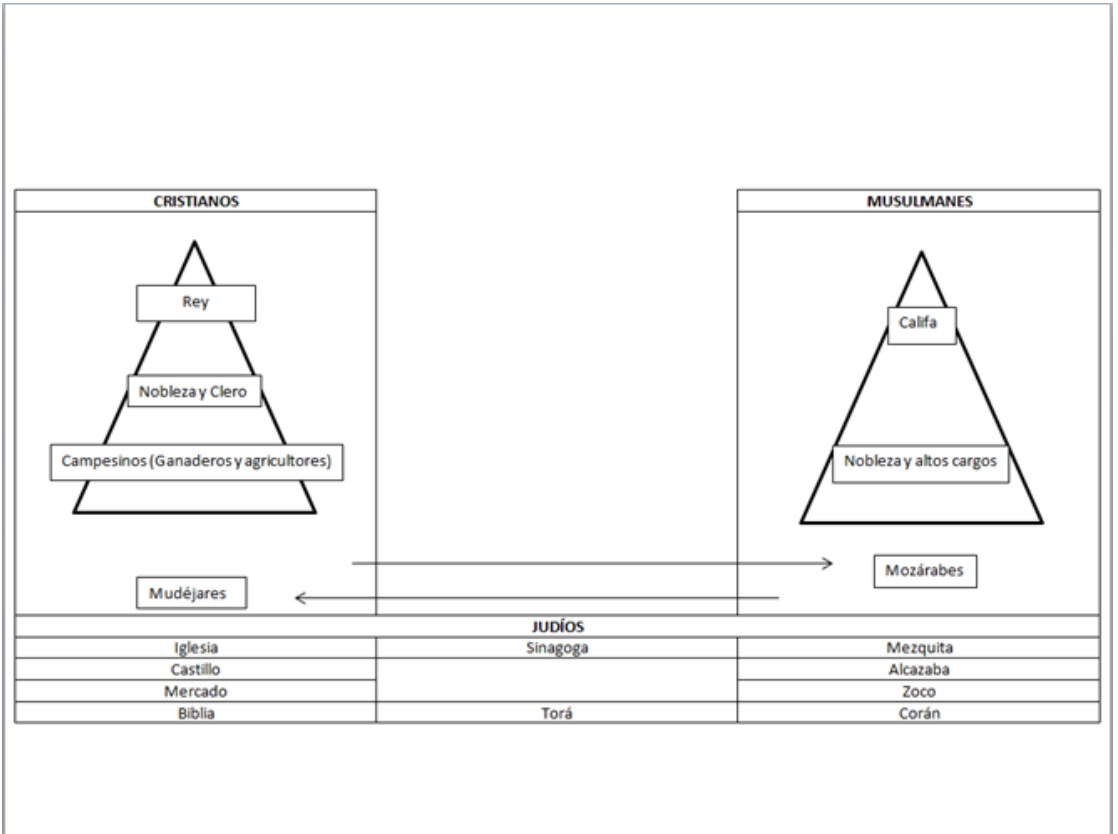 CRISTIANOS
MUSULMANES
Rey
Califa
Nobleza y Clero
Campesinos (Ganaderos y agricultores)
Nobleza y altos cargos
Mozárabes
Mudéjares
JUDÍOS
Iglesia Sinagoga Mezquita
Castillo Alcazaba
Mercado Zoco
Biblia Torá Corán